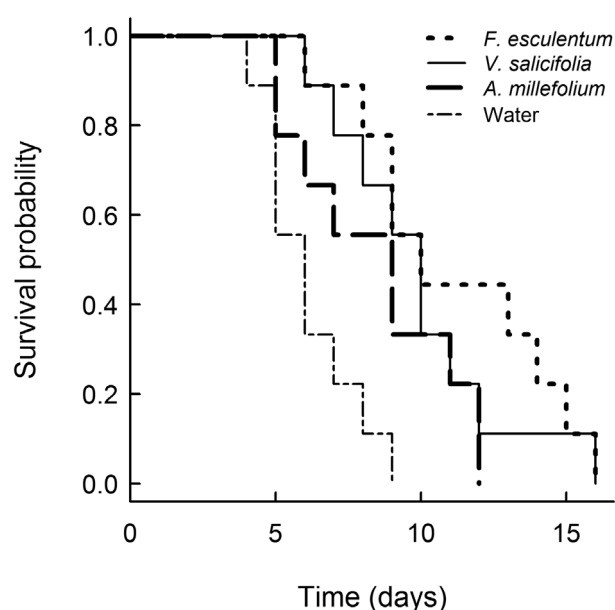 F. esculentum
V. salicifolia
A. millefolium
Water
Survival probability
1.0
0.8
0.6
0.4
0.2
0.0
0 5 10 15
Time (days)